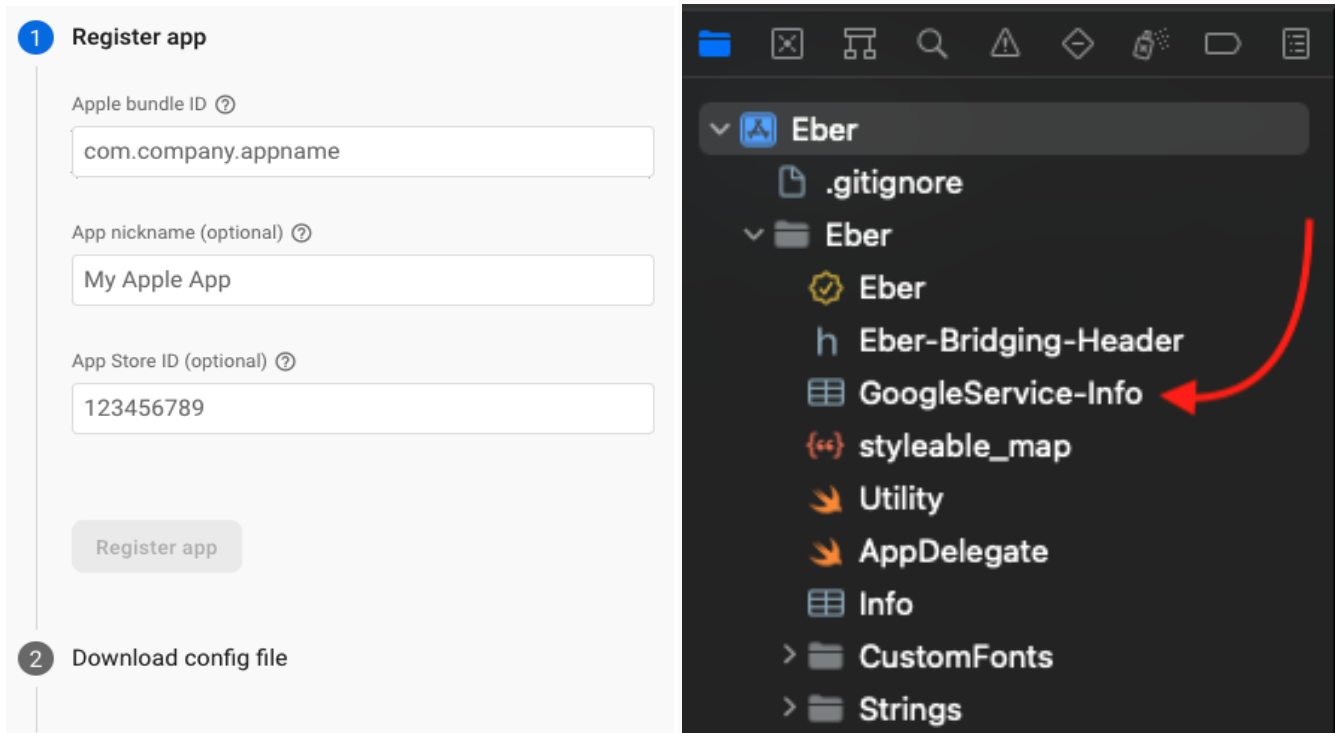 1 Register app
Apple bundle ID ?
com.company.appname
App nickname (optional) ?
My Apple App
App Store ID (optional) ?
123456789
Register app
2 Download config file
Eber
.gitignore
Eber
Eber
h Eber-Bridging-Header
GoogleService-Info
styleable_map
Utility
AppDelegate
Info
CustomFonts
Strings